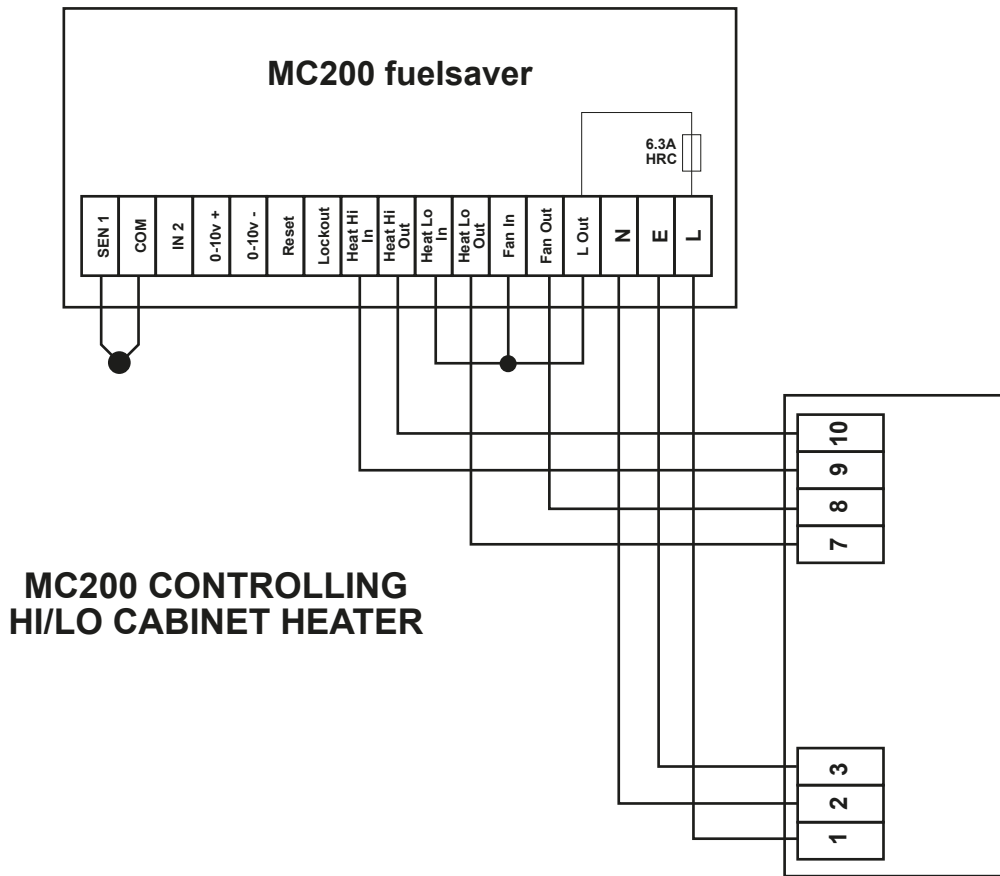 MC200 fuelsaver
6.3A
HRC
SEN 1
COM
IN 2
0-10v +
0-10v -
Reset
Lockout
Heat Hi
In
Heat Hi
Out
Heat Lo
In
Heat Lo
Out
Fan In
Fan Out
L Out
N
E
L
10
9
8
7
MC200 CONTROLLING
HI/LO CABINET HEATER
3
2
1